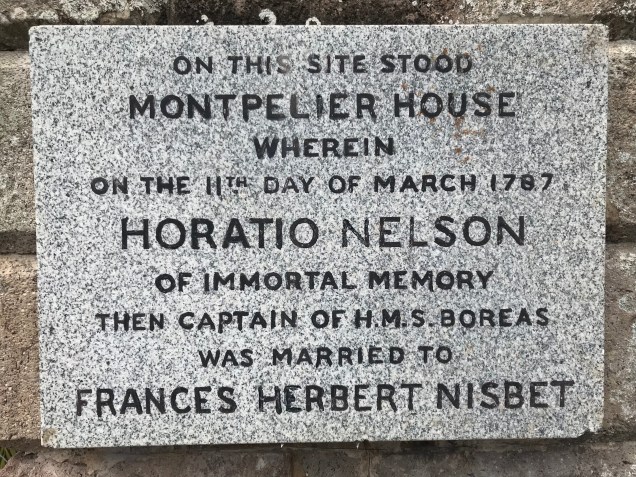 ON THIS SITE STOOD
MONTPELIER HOUSE
WHEREIN
ON THE 11TH DAY OF MARCH 1787
HORATIO NELSON
OF IMMORTAL MEMORY
THEN CAPTAIN OF H.M.S. BOREAS
WAS MARRIED TO
FRANCES HERBERT NISBET